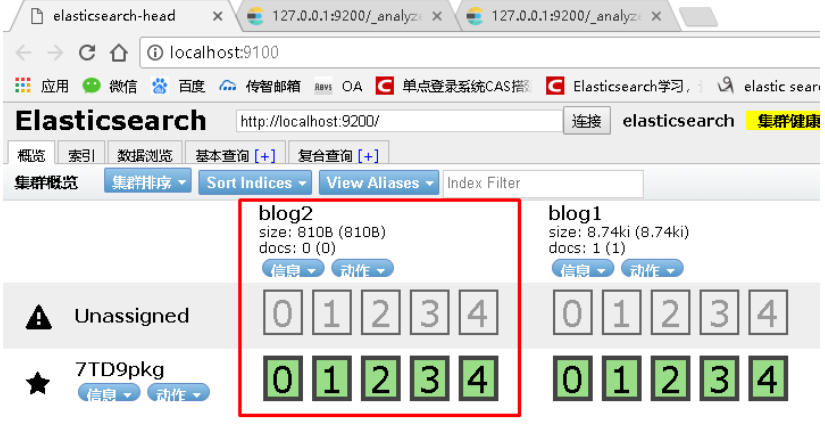 elasticsearch-head × 127.0.0.1:9200/_analyz × 127.0.0.1:9200/_analyz ×
localhost:9100
应用 微信 百度 传智邮箱 OA 单点登录系统CAS搭 Elasticsearch学习, elastic sear
Elasticsearch http://localhost:9200/ 连接 elasticsearch 集群健康
概览 索引 数据浏览 基本查询 [+] 复合查询 [+]
集群概览 集群排序 Sort Indices View Aliases Index Filter
blog2 blog1
size: 810B (810B) size: 8.74ki (8.74ki)
docs: 0 (0) docs: 1 (1)
信息 动作 信息 动作
Unassigned 0 1 2 3 4 0 1 2 3 4
7TD9pkg 0 1 2 3 4 0 1 2 3 4
信息 动作